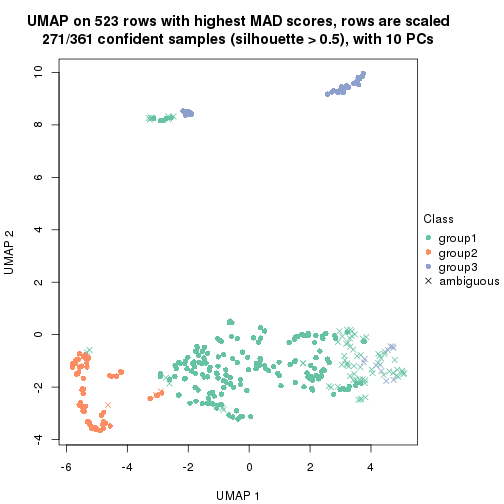 UMAP on 523 rows with highest MAD scores, rows are scaled
271/361 confident samples (silhouette > 0.5), with 10 PCs
10
8
6
4
2
0
-2
-4
UMAP 2
-6
-4
-2
0
2
4
UMAP 1
Class
group1
group2
group3
ambiguous